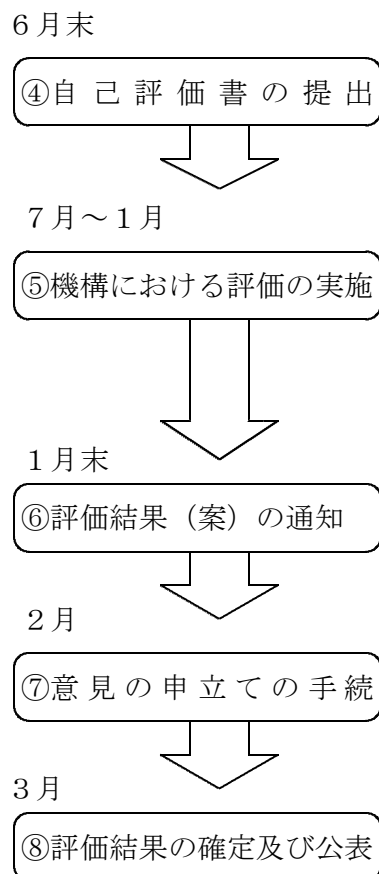 ６月末
④自己評価書の提出
７月～１月
⑤機構における評価の実施
１月末
⑥評価結果（案）の通知
２月
⑦意見の申立ての手続
３月
⑧評価結果の確定及び公表